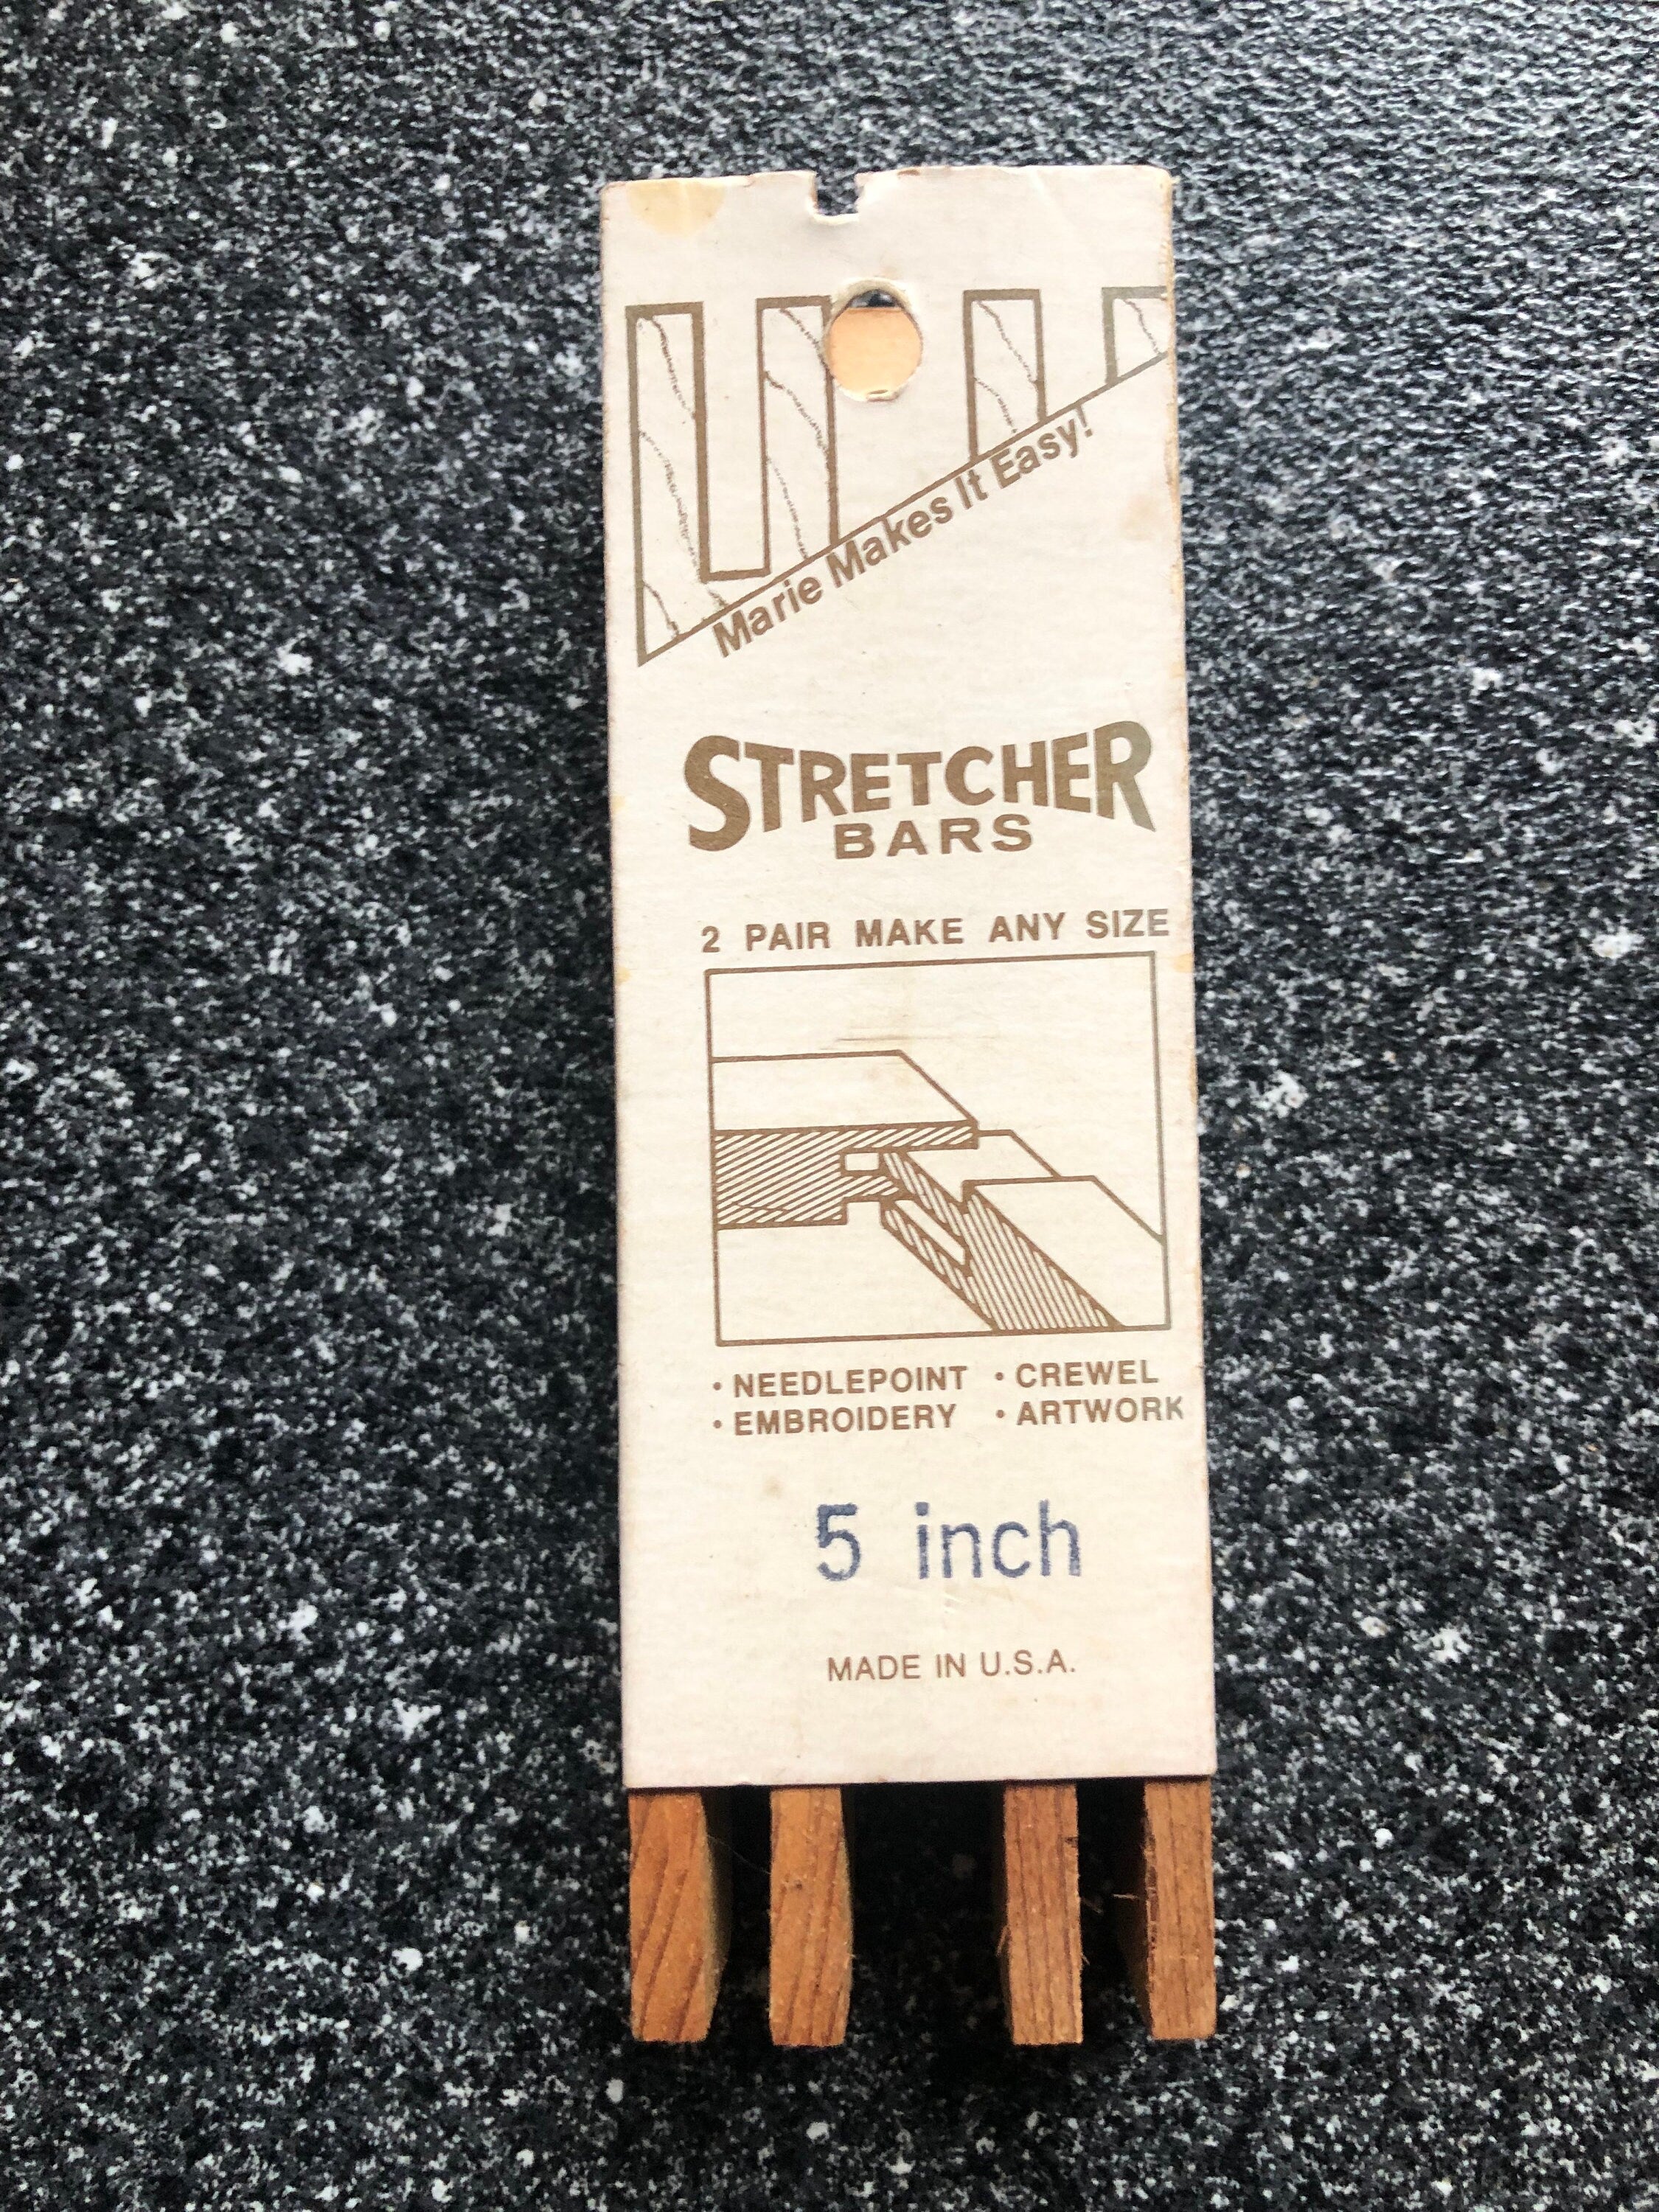 Marie Makes It Easy!
STRETCHER
BARS
2 PAIR MAKE ANY SIZE
• NEEDLEPOINT • CREWEL
• EMBROIDERY • ARTWORK
5 inch
MADE IN U.S.A.